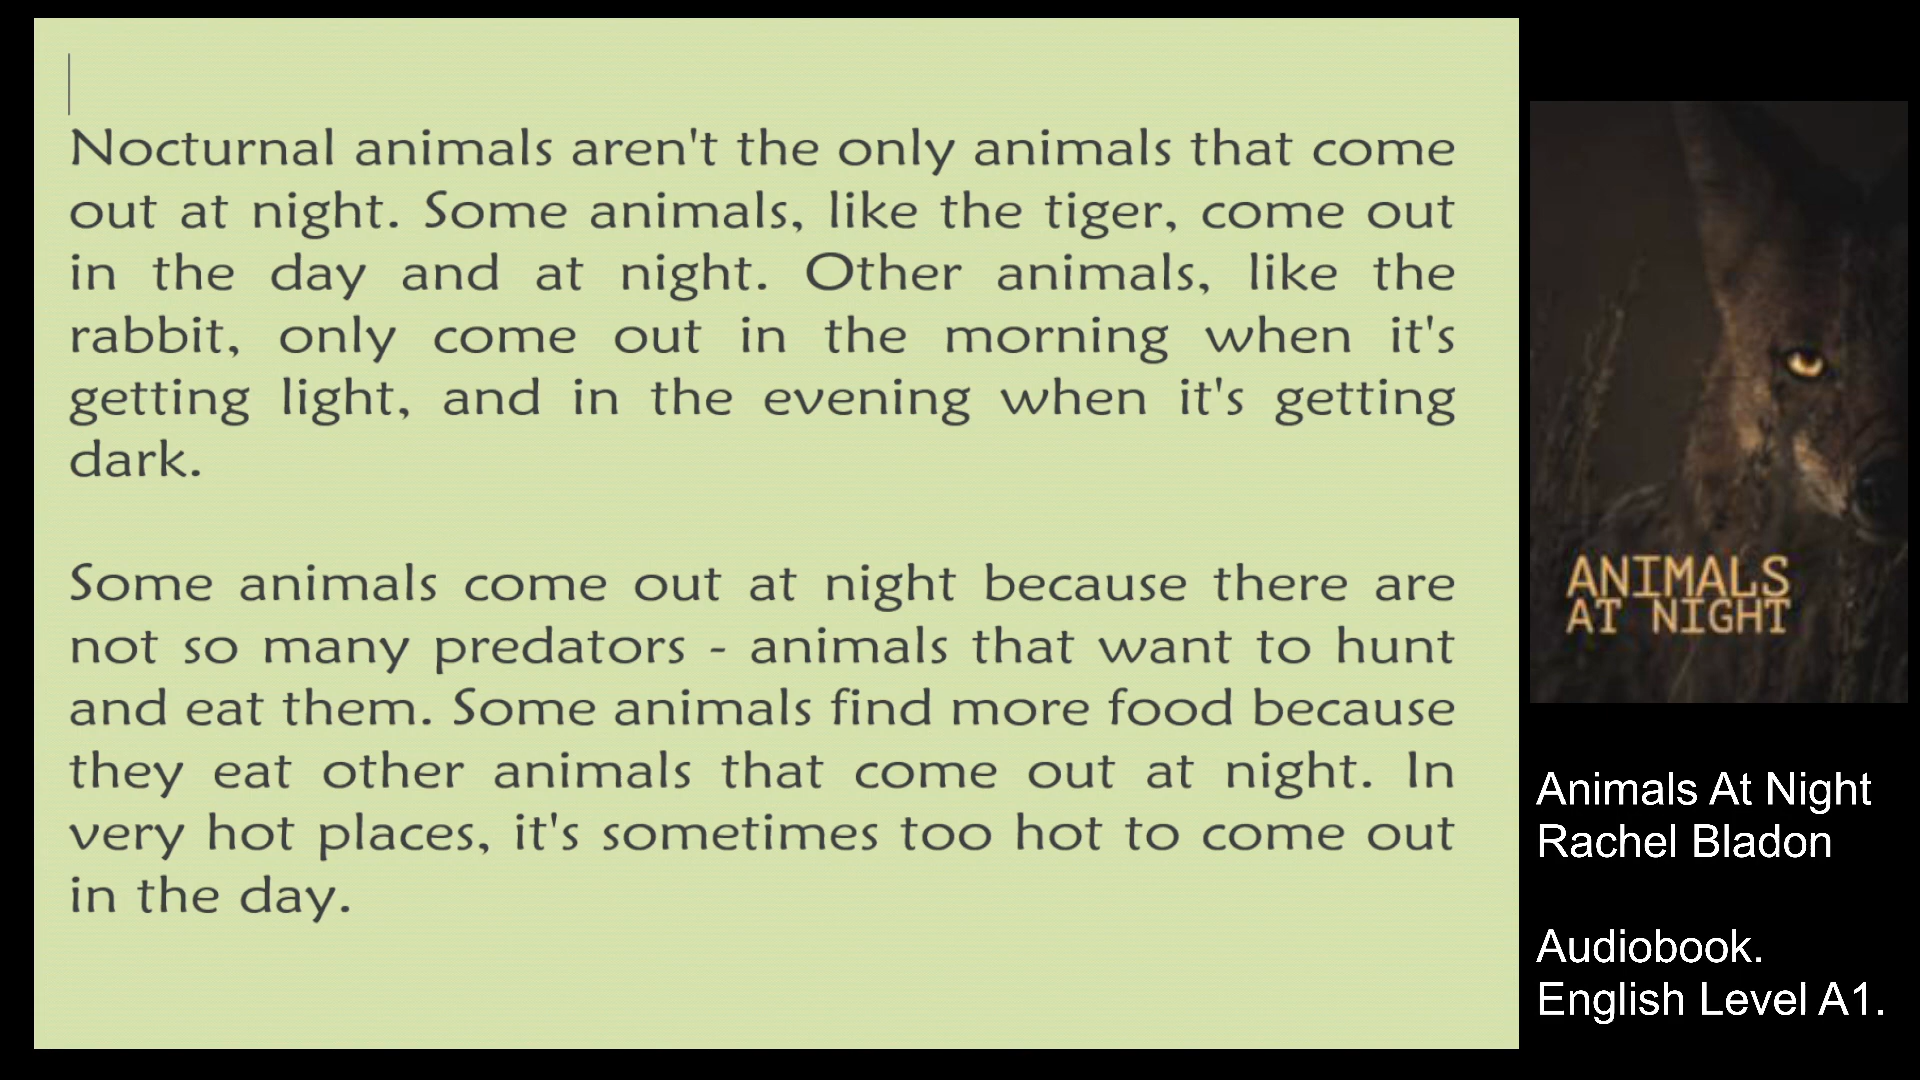 Nocturnal animals aren't the only animals that come
out at night. Some animals, like the tiger, come out
in the day and at night. Other animals, like the
rabbit, only come out in the morning when it's
getting light, and in the evening when it's getting
dark.
Some animals come out at night because there are
not so many predators - animals that want to hunt
and eat them. Some animals find more food because
they eat other animals that come out at night. In
very hot places, it's sometimes too hot to come out
in the day.
ANIMALS
AT NIGHT
Animals At Night
Rachel Bladon
Audiobook.
English Level A1.